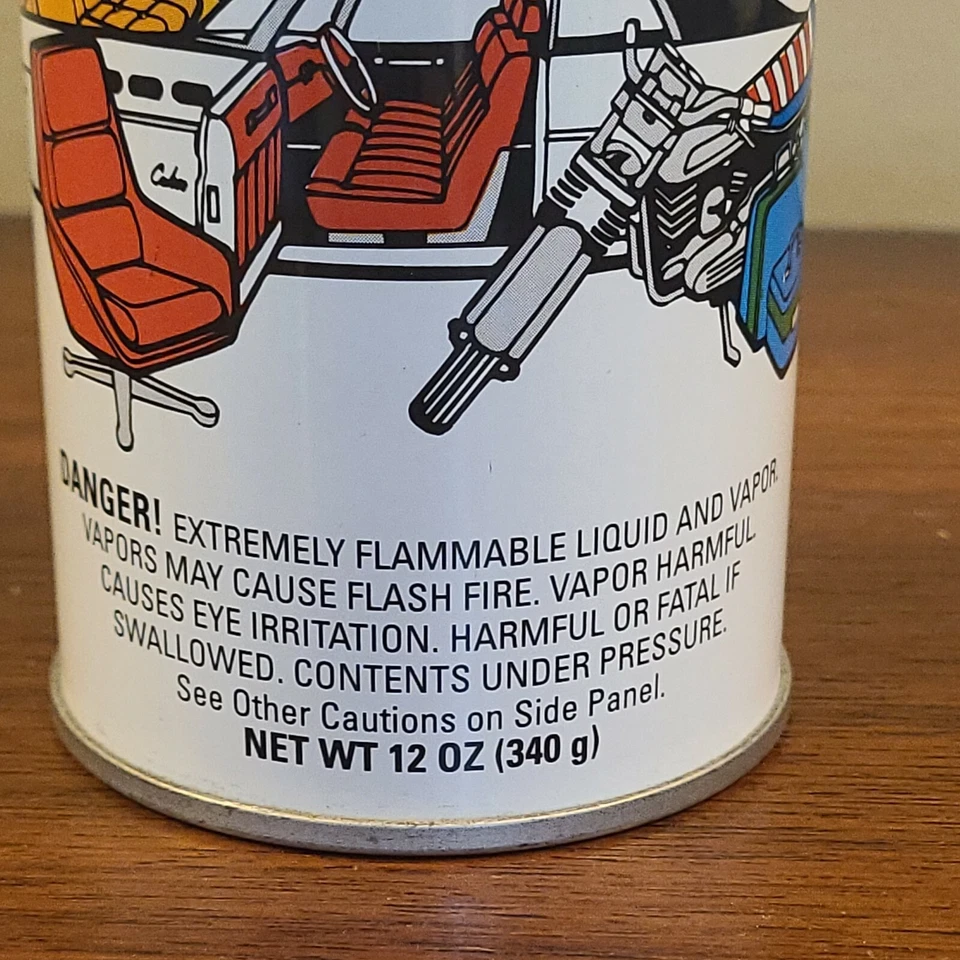 DANGER! EXTREMELY FLAMMABLE LIQUID AND VAPOR.
VAPORS MAY CAUSE FLASH FIRE. VAPOR HARMFUL.
CAUSES EYE IRRITATION. HARMFUL OR FATAL IF
SWALLOWED. CONTENTS UNDER PRESSURE.
See Other Cautions on Side Panel.
NET WT 12 OZ (340 g)